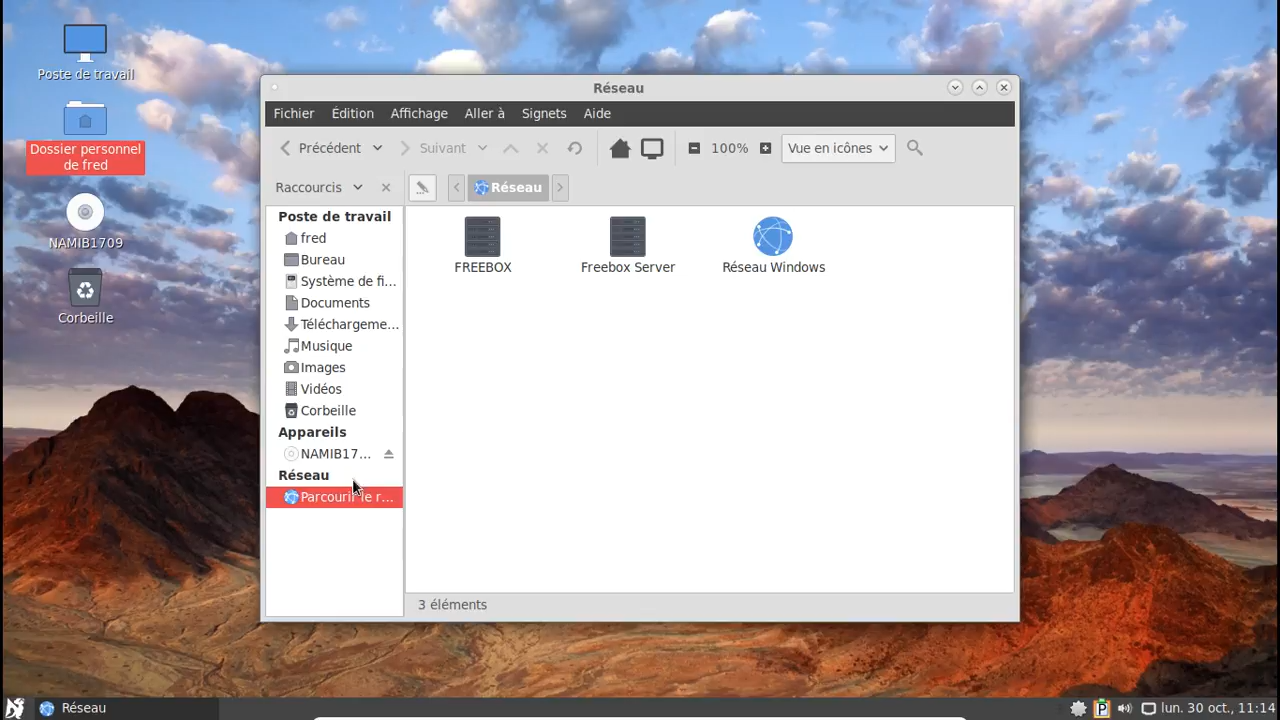 Poste de travail
Dossier personnel
de fred
NAMIB1709
Corbeille
Réseau
Fichier Édition Affichage Aller à Signets Aide
Précédent Suivant 100% Vue en icônes
Raccourcis Réseau
Poste de travail
fred
Bureau
Système de fi...
Documents
Téléchargeme...
Musique
Images
Vidéos
Corbeille
Appareils
NAMIB17...
Réseau
Parcourir le r...
FREEBOX Freebox Server Réseau Windows
3 éléments
Réseau
P lun. 30 oct., 11:14